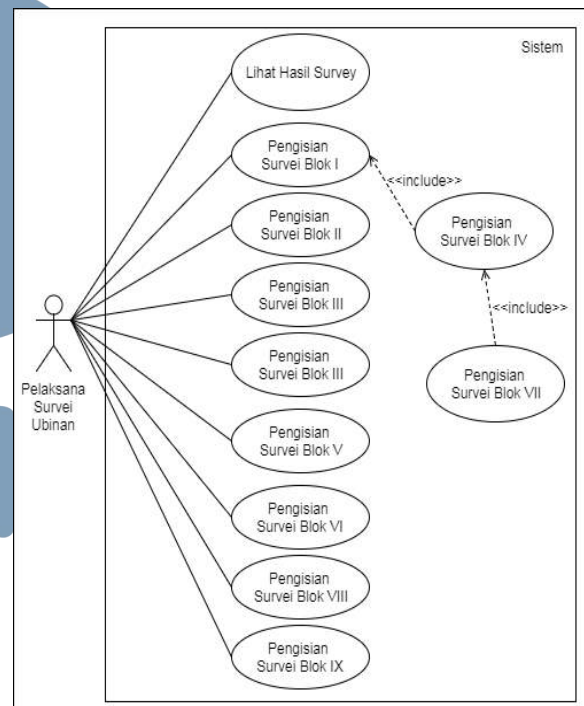 Sistem
Lihat Hasil Survey
Pengisian
Survei Blok I
<<include>>
Pengisian
Survei Blok II
Pengisian
Survei Blok IV
Pengisian
Survei Blok III
<<include>>
Pengisian
Survei Blok III
Pengisian
Survei Blok VII
Pelaksana
Survei
Ubinan
Pengisian
Survei Blok V
Pengisian
Survei Blok VI
Pengisian
Survei Blok VIII
Pengisian
Survei Blok IX